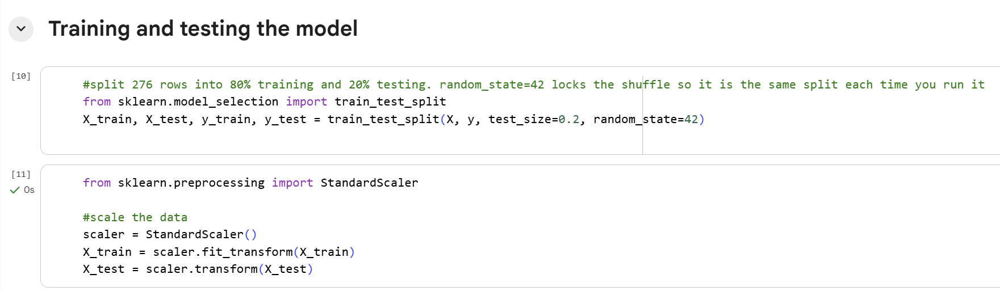 Training and testing the model
[10]
#split 276 rows into 80% training and 20% testing. random_state=42 locks the shuffle so it is the same split each time you run it
from sklearn.model_selection import train_test_split
X_train, X_test, y_train, y_test = train_test_split(X, y, test_size=0.2, random_state=42)
[11]
0s
from sklearn.preprocessing import StandardScaler
#scale the data
scaler = StandardScaler()
X_train = scaler.fit_transform(X_train)
X_test = scaler.transform(X_test)